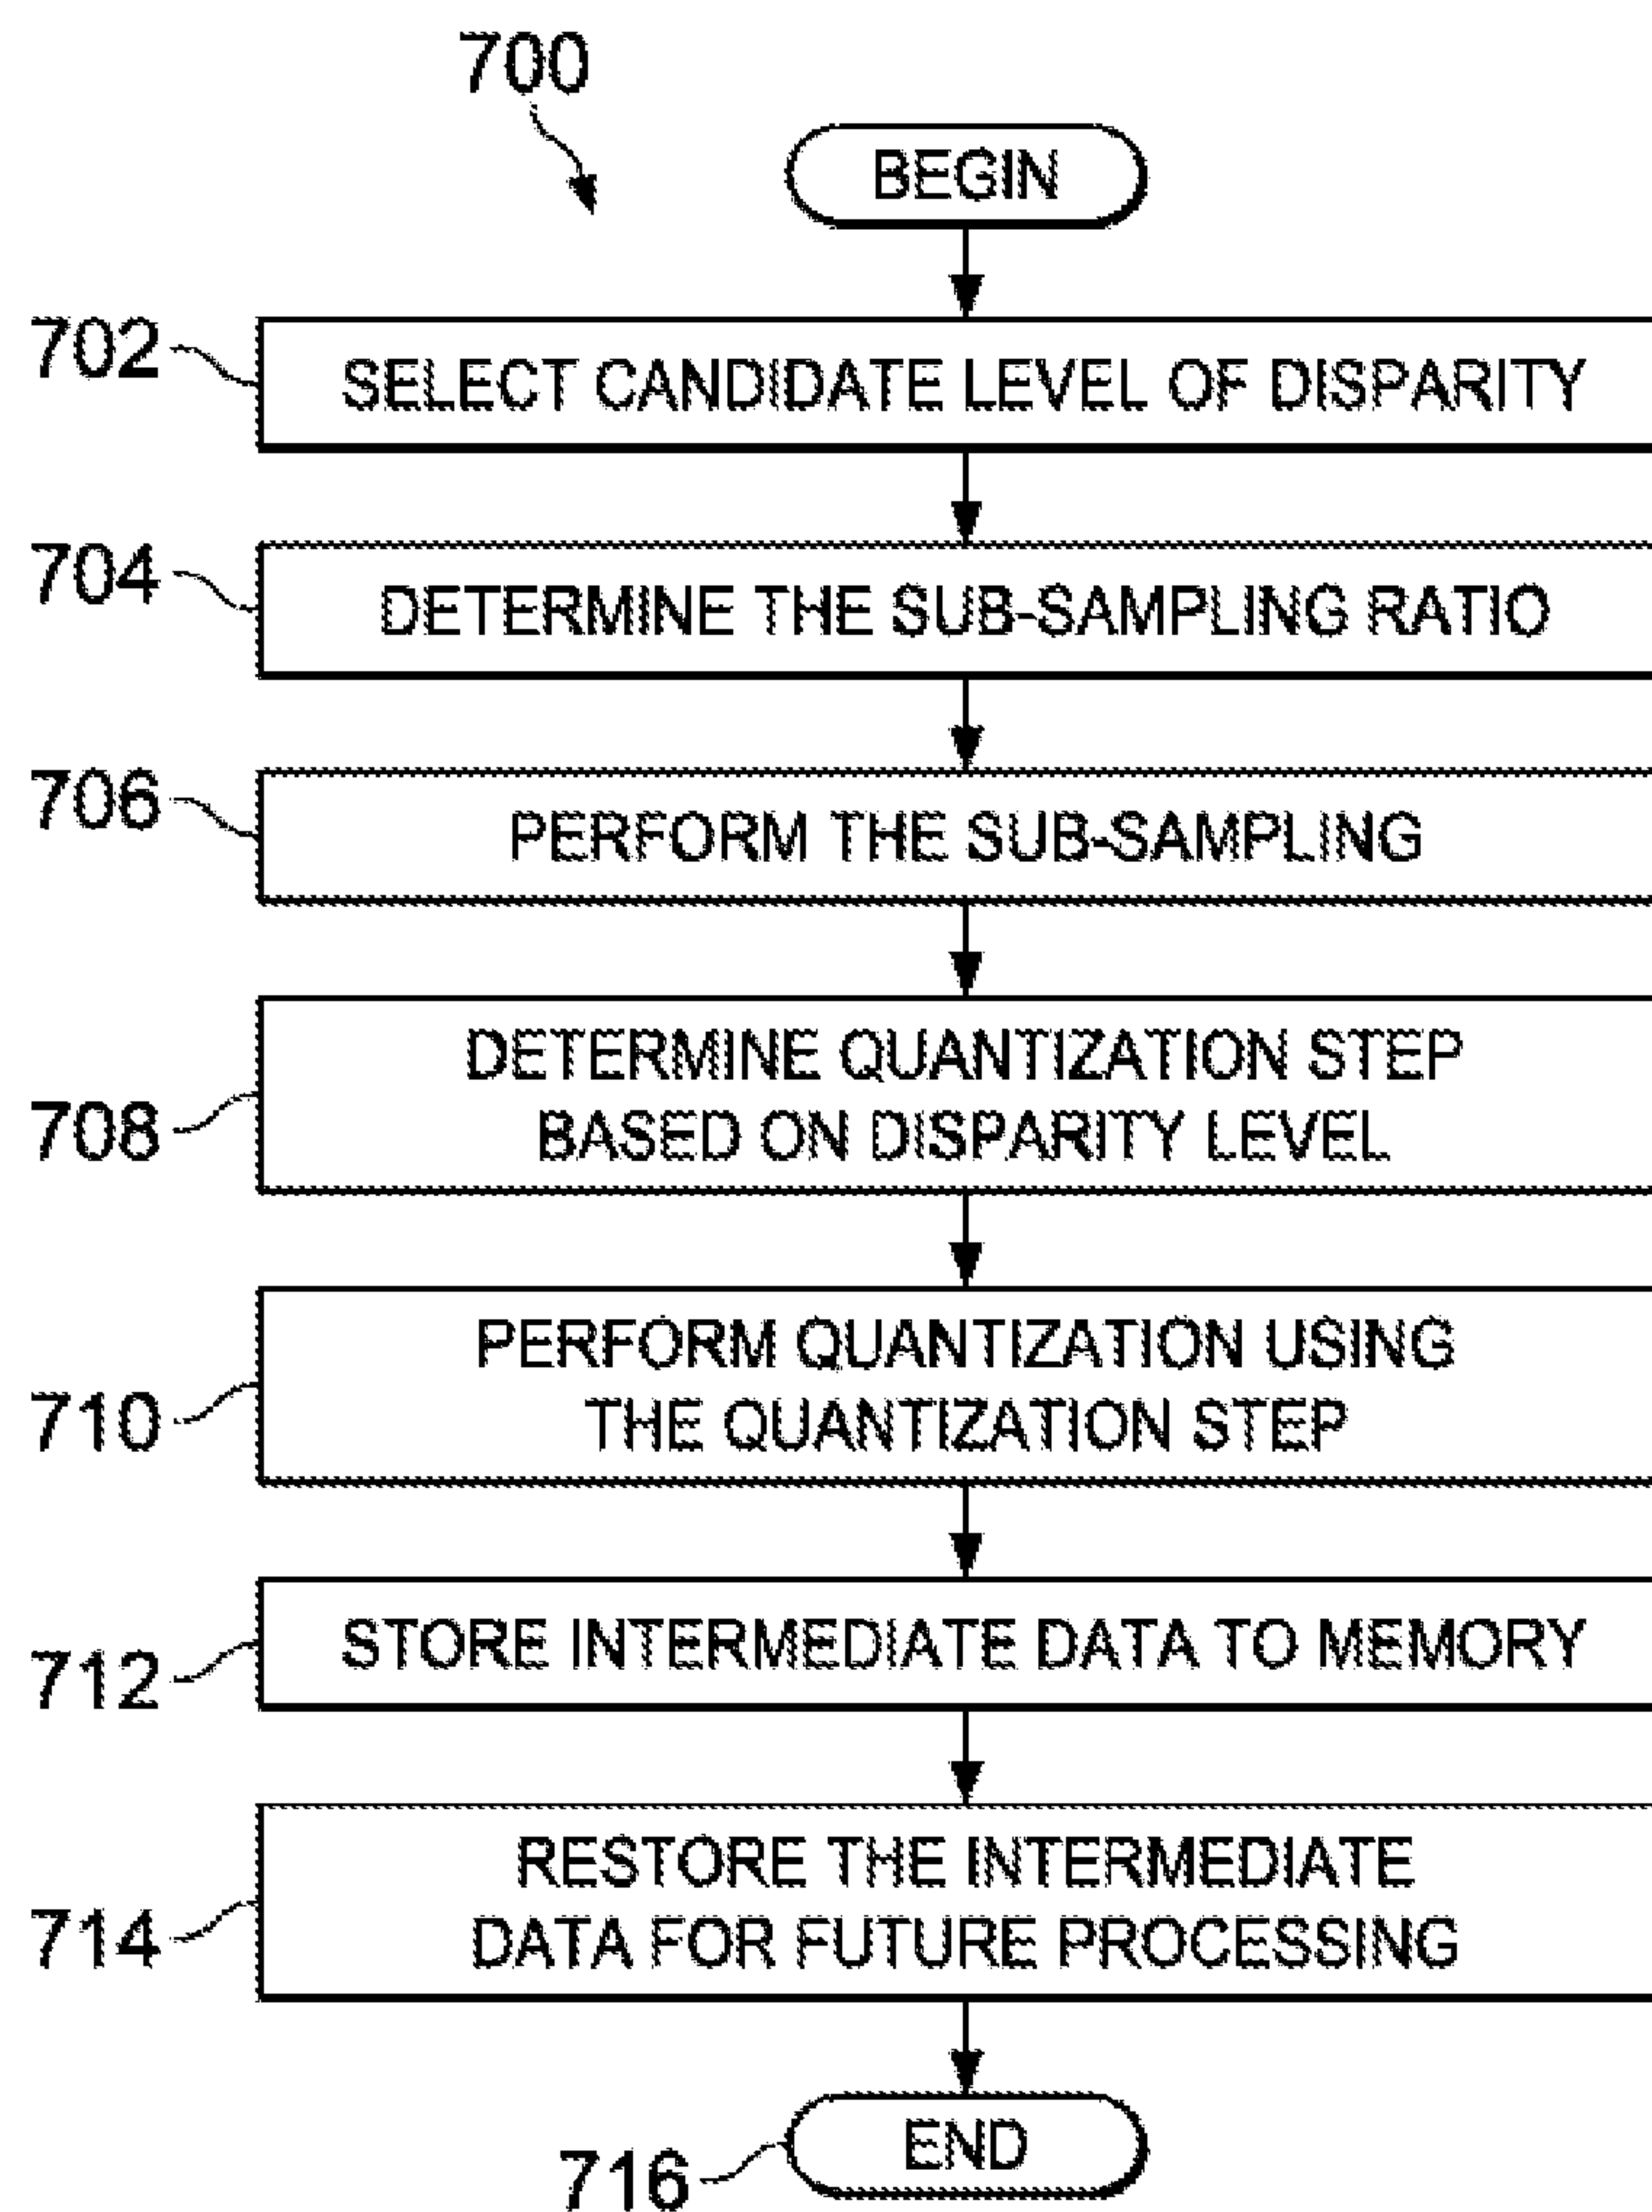 700
BEGIN
702
SELECT CANDIDATE LEVEL OF DISPARITY
704
DETERMINE THE SUB-SAMPLING RATIO
706
PERFORM THE SUB-SAMPLING
708
DETERMINE QUANTIZATION STEP
BASED ON DISPARITY LEVEL
710
PERFORM QUANTIZATION USING
THE QUANTIZATION STEP
712
STORE INTERMEDIATE DATA TO MEMORY
714
RESTORE THE INTERMEDIATE
DATA FOR FUTURE PROCESSING
716
END